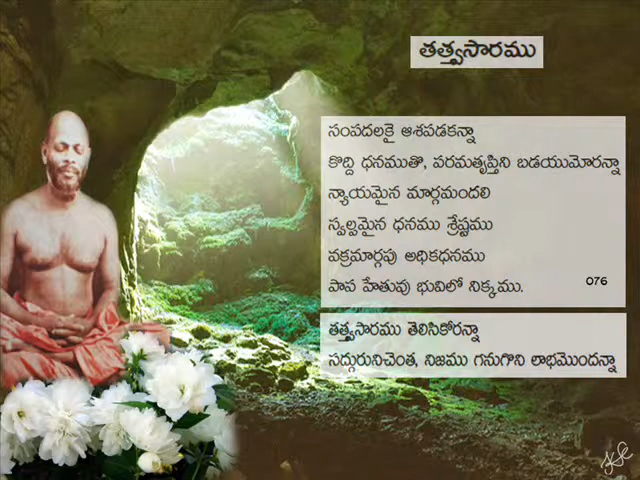 తత్త్వసారము
సంపదలకై ఆశపడకన్నా
కొద్ది ధనముతొ, పరమతృప్తిని బడయుమోరన్నా
న్యాయమైన మార్గమందలి
స్వల్పమైన ధనము శ్రేష్టము
వక్రమార్గపు అధికధనము
పాప హేతువు భువిలో నిక్కము.
076
తత్త్వసారము తెలిసికోరన్నా
సద్గురునిచెంత, నిజము గనుగొని లాభమొందన్నా